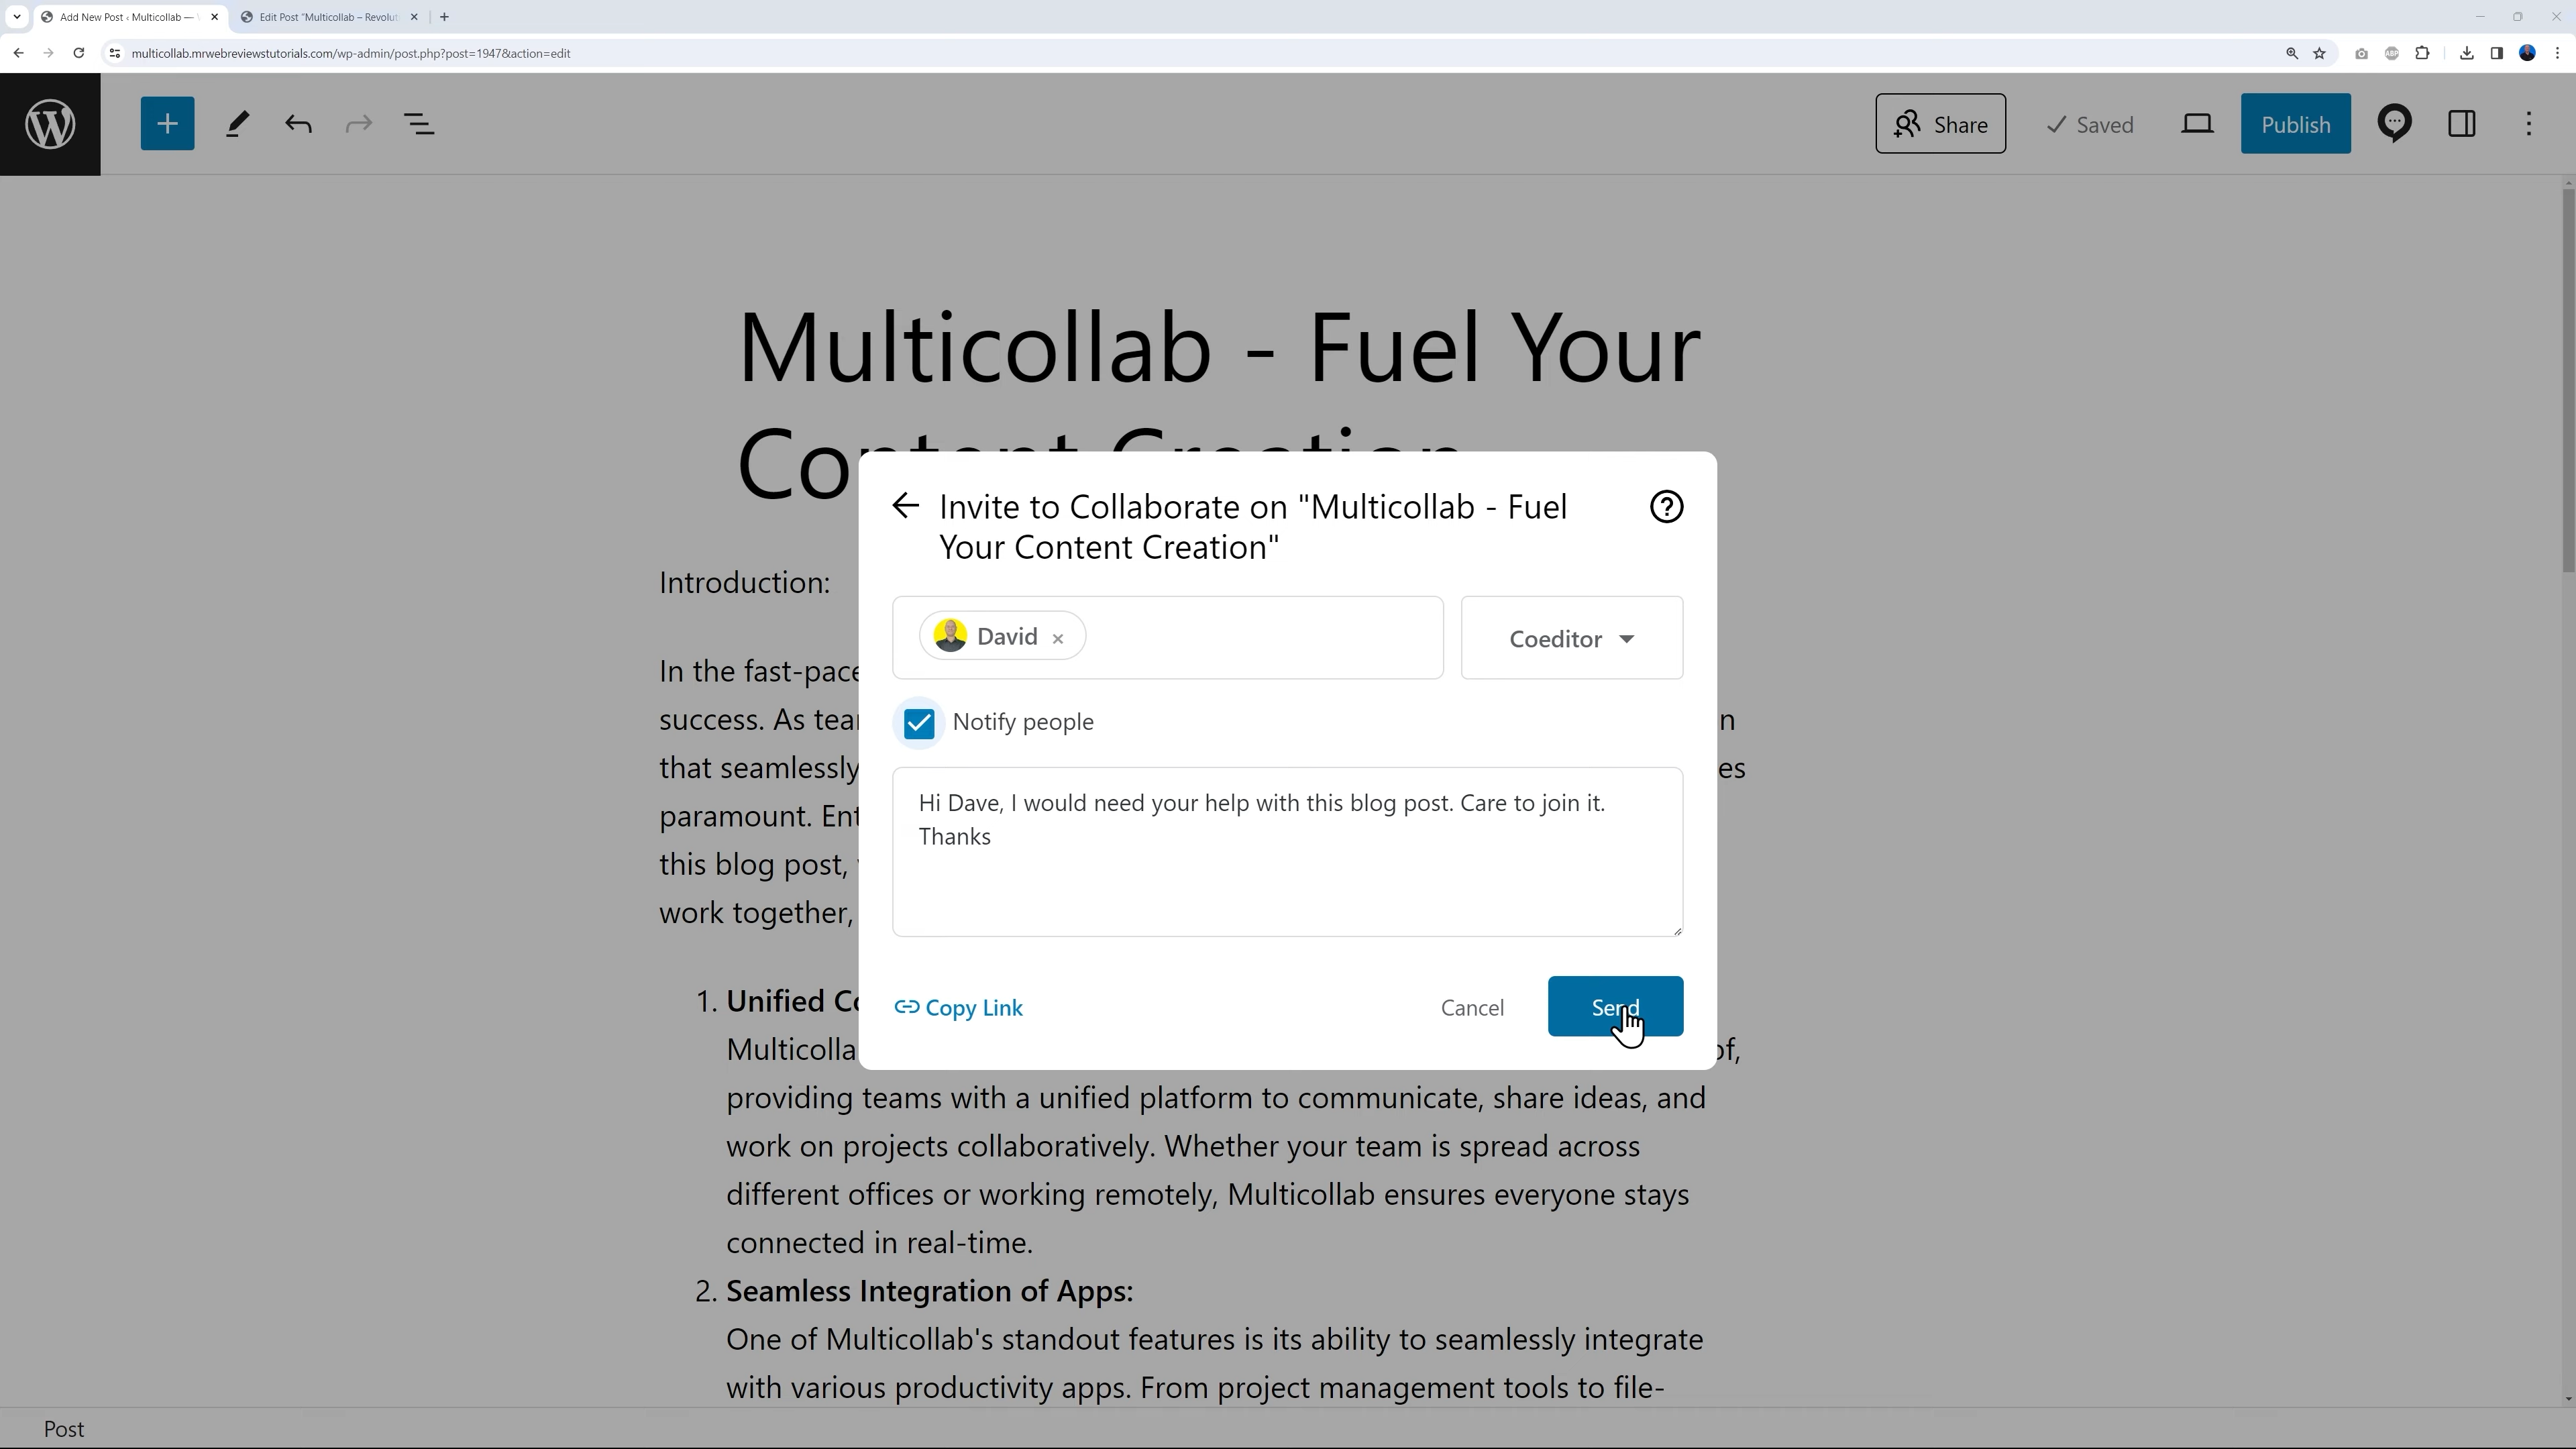 Add New Post ‹ Multicollab —
Edit Post "Multicollab – Revolut
multicollab.mrwebreviewstutorials.com/wp-admin/post.php?post=1947&action=edit
Share
Saved
Publish
Multicollab - Fuel Your
Content Creation
Invite to Collaborate on "Multicollab - Fuel
Your Content Creation"
Introduction:
David
Coeditor
In the fast-pace
success. As tea
n
Notify people
that seamlessly
es
paramount. Ent
Hi Dave, I would need your help with this blog post. Care to join it.
Thanks
this blog post,
work together,
1. Unified Co
Copy Link
Cancel
Send
Multicolla
of,
providing teams with a unified platform to communicate, share ideas, and
work on projects collaboratively. Whether your team is spread across
different offices or working remotely, Multicollab ensures everyone stays
connected in real-time.
2. Seamless Integration of Apps:
One of Multicollab's standout features is its ability to seamlessly integrate
with various productivity apps. From project management tools to file-
Post